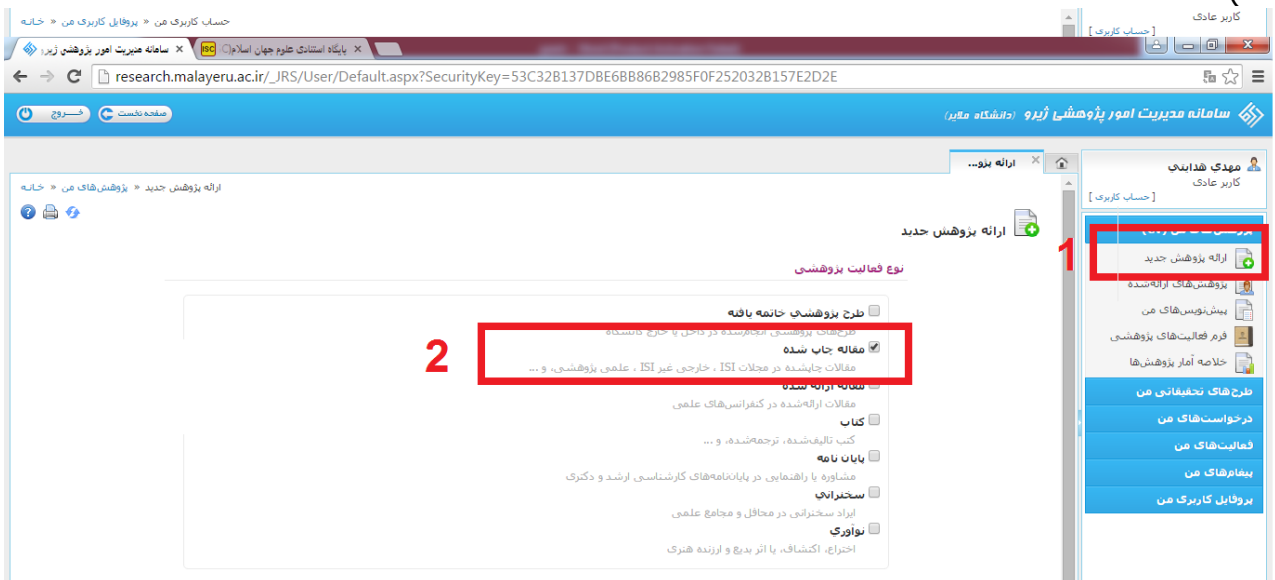 کاربر عادی
[ حساب کاربری ]
حساب کاربری من » پروفایل کاربری من » خانه
سامانه مدیریت امور پژوهشی ژیرو
پایگاه استنادی علوم جهان اسلام
ISC
research.malayeru.ac.ir/_JRS/User/Default.aspx?SecurityKey=53C32B137DBE6BB86B2985F0F252032B157E2D2E
سامانه مدیریت امور پژوهشی ژیرو (دانشگاه ملایر)
صفحه نخست
خـــروج
مهدي هدايتي
کاربر عادی
[ حساب کاربری ]
ارائه پژو...
ارائه پژوهش جدید » پژوهش‌های من » خانه
1
ارائه پژوهش جدید
پژوهش‌های ارائه‌شده
پیش‌نویس‌های من
فرم فعالیت‌های پژوهشی
خلاصه آمار پژوهش‌ها
طرح‌های تحقیقاتی من
درخواست‌های من
فعالیت‌های من
پیغام‌های من
پروفایل کاربری من
ارائه پژوهش جدید
نوع فعالیت پژوهشی
طرح پژوهشي خاتمه یافته
طرح‌های پژوهشی انجام‌شده در داخل یا خارج دانشگاه
2
مقاله چاپ شده
مقالات چاپشده در مجلات ISI ، خارجی غیر ISI ، علمی پژوهشی، و ...
مقاله ارائه شده
مقالات ارائه‌شده در کنفرانس‌های علمی
کتاب
کتب تالیف‌شده، ترجمه‌شده، و ...
پایان نامه
مشاوره یا راهنمایی در پایان‌نامه‌های کارشناسی ارشد و دکتری
سخنراني
ایراد سخنرانی در محافل و مجامع علمی
نوآوري
اختراع، اکتشاف، یا اثر بدیع و ارزنده هنری